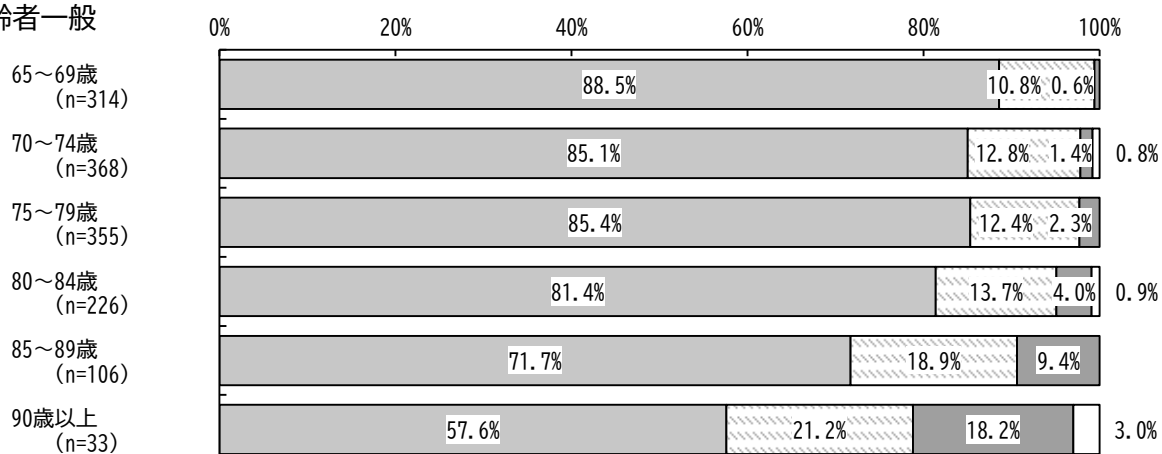 齢者一般
0% 20% 40% 60% 80% 100%
65～69歳
(n=314)
88.5% 10.8% 0.6%
70～74歳
(n=368)
85.1% 12.8% 1.4% 0.8%
75～79歳
(n=355)
85.4% 12.4% 2.3%
80～84歳
(n=226)
81.4% 13.7% 4.0% 0.9%
85～89歳
(n=106)
71.7% 18.9% 9.4%
90歳以上
(n=33)
57.6% 21.2% 18.2% 3.0%